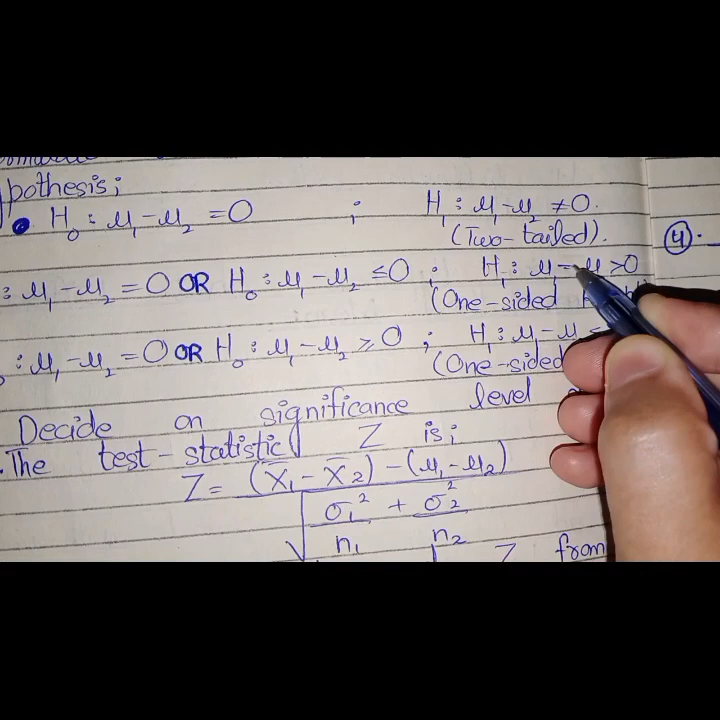 pothesis;
• H₀ : μ₁-μ₂ = 0 ; H₁ : μ₁-μ₂ ≠ 0.
(Two-tailed). ④.
: μ₁-μ₂ = 0 OR H₀ : μ₁-μ₂ ≤ 0 ; H₁ : μ₁-μ >0
(One-sided
₀ : μ₁-μ₂ = 0 OR H₀ : μ₁-μ₂ ≥ 0 ; H₁ : μ₁-μ <
(One-sided
Decide on significance level
.The test-statistic Z is;
Z = (X̄₁-X̄₂) - (μ₁-μ₂)
√ σ₁² + σ₂²
n₁ n₂
Z from